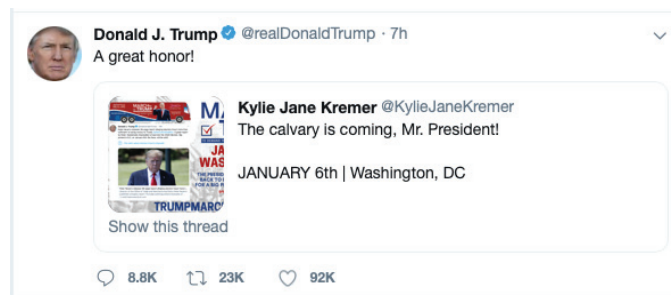 Donald J. Trump @realDonaldTrump · 7h
A great honor!
Kylie Jane Kremer @KylieJaneKremer
The calvary is coming, Mr. President!
JANUARY 6th | Washington, DC
TRUMPMARC
Show this thread
8.8K 23K 92K